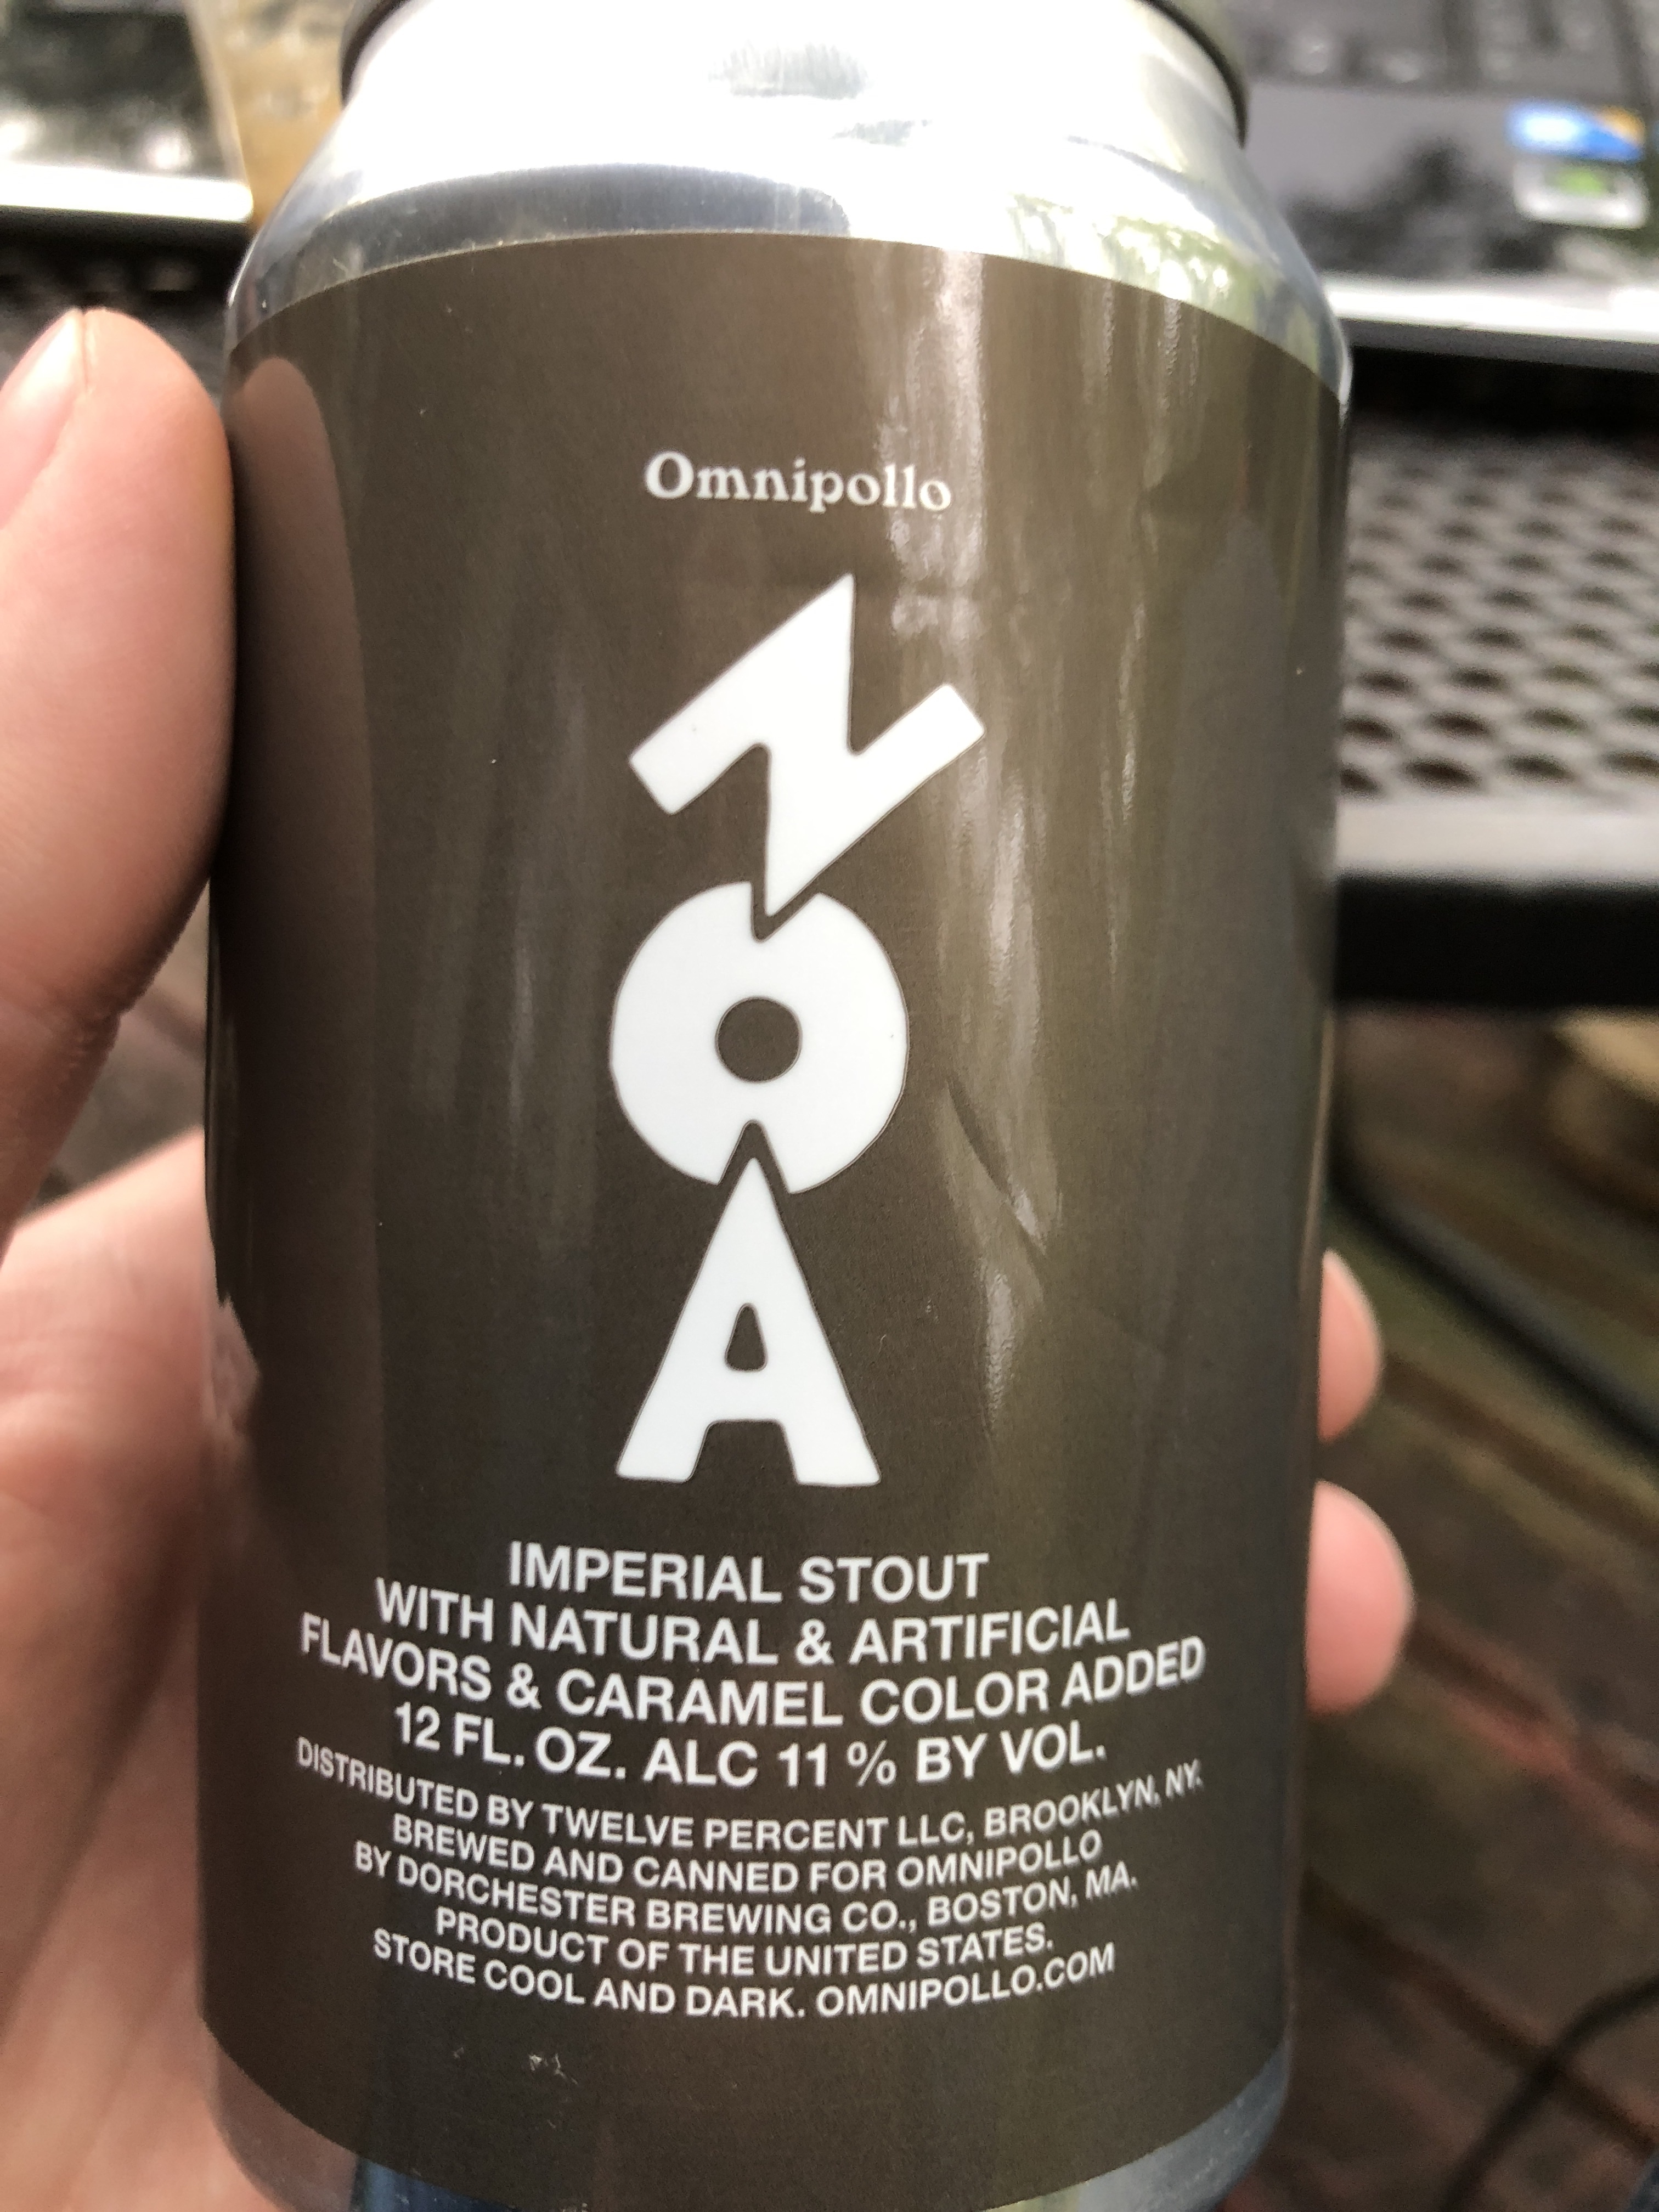 Omnipollo
N
O
A
IMPERIAL STOUT
WITH NATURAL & ARTIFICIAL
FLAVORS & CARAMEL COLOR ADDED
12 FL. OZ. ALC 11 % BY VOL.
DISTRIBUTED BY TWELVE PERCENT LLC, BROOKLYN, NY.
BREWED AND CANNED FOR OMNIPOLLO
BY DORCHESTER BREWING CO., BOSTON, MA.
PRODUCT OF THE UNITED STATES.
STORE COOL AND DARK. OMNIPOLLO.COM